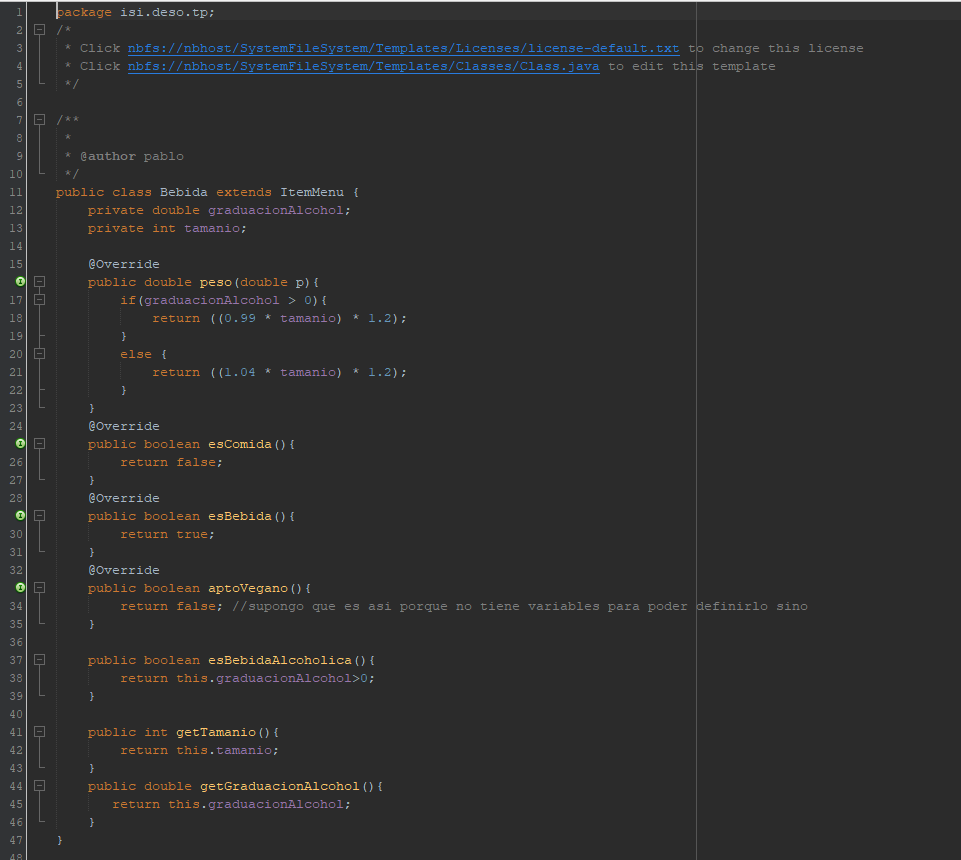 1 package isi.deso.tp;
2 /*
3 * Click nbfs://nbhost/SystemFileSystem/Templates/Licenses/license-default.txt to change this license
4 * Click nbfs://nbhost/SystemFileSystem/Templates/Classes/Class.java to edit this template
5 */
6
7 /**
8 *
9 * @author pablo
10 */
11 public class Bebida extends ItemMenu {
12 private double graduacionAlcohol;
13 private int tamanio;
14
15 @Override
public double peso(double p){
17 if(graduacionAlcohol > 0){
18 return ((0.99 * tamanio) * 1.2);
19 }
20 else {
21 return ((1.04 * tamanio) * 1.2);
22 }
23 }
24 @Override
public boolean esComida(){
26 return false;
27 }
28 @Override
public boolean esBebida(){
30 return true;
31 }
32 @Override
public boolean aptoVegano(){
34 return false; //supongo que es asi porque no tiene variables para poder definirlo sino
35 }
36
37 public boolean esBebidaAlcoholica(){
38 return this.graduacionAlcohol>0;
39 }
40
41 public int getTamanio(){
42 return this.tamanio;
43 }
44 public double getGraduacionAlcohol(){
45 return this.graduacionAlcohol;
46 }
47 }
48